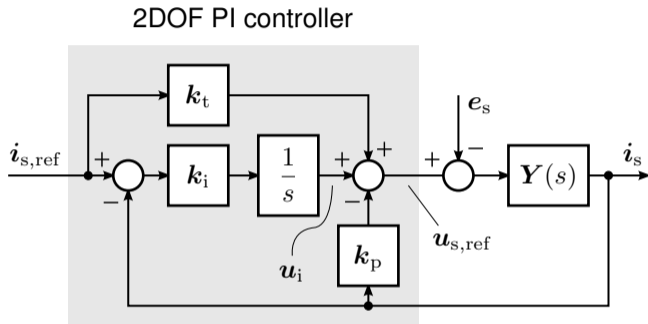 2DOF PI controller
k_t
e_s
i_s,ref
+
+
−
k_i
1/s
+
−
+
−
Y(s)
i_s
u_i
k_p
u_s,ref